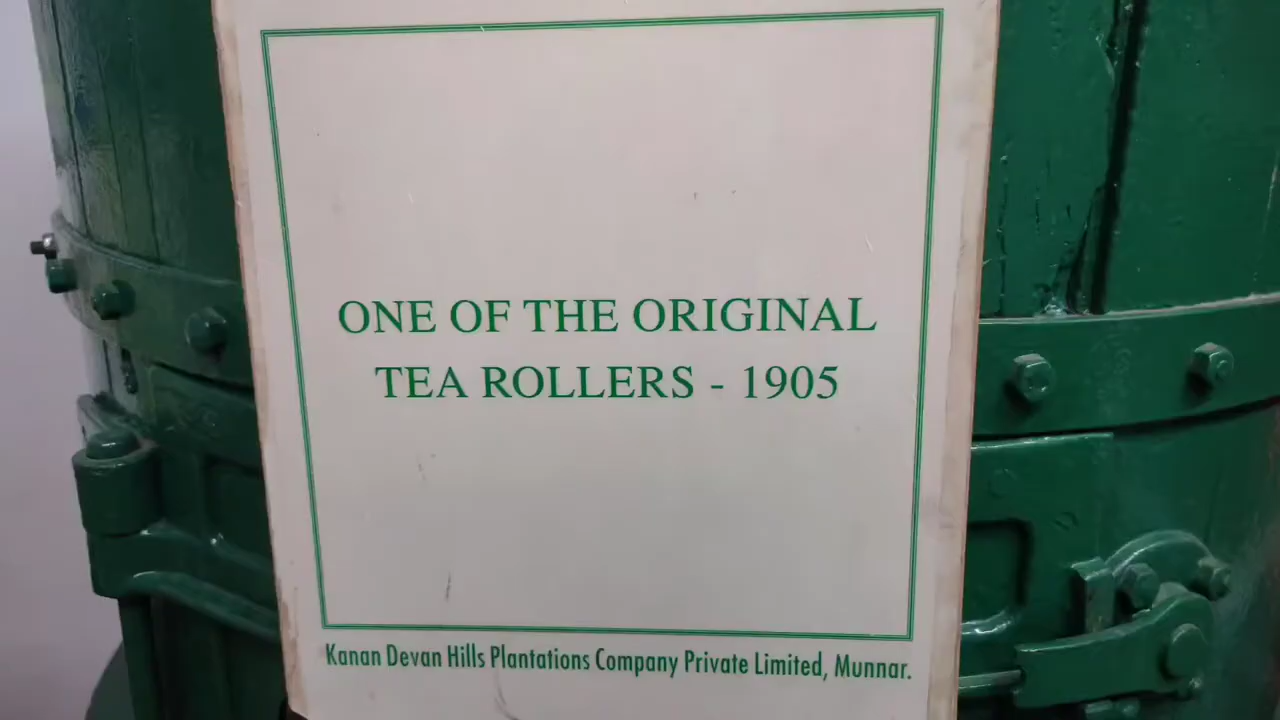 ONE OF THE ORIGINAL
TEA ROLLERS - 1905
Kanan Devan Hills Plantations Company Private Limited, Munnar.